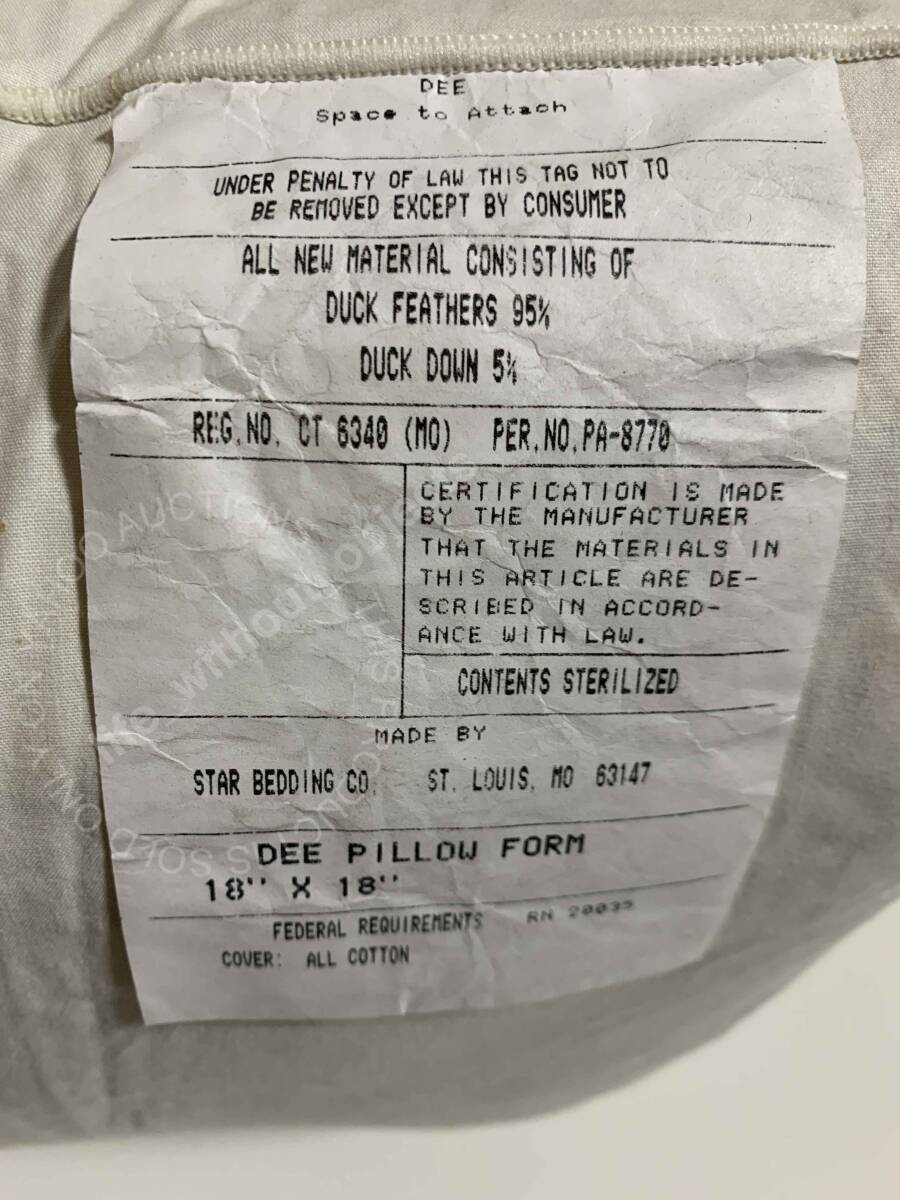 DEE
Space to Attach
UNDER PENALTY OF LAW THIS TAG NOT TO
BE REMOVED EXCEPT BY CONSUMER
ALL NEW MATERIAL CONSISTING OF
DUCK FEATHERS 95%
DUCK DOWN 5%
REG. NO. CT 6340 (MO) PER. NO. PA-8770
CERTIFICATION IS MADE
BY THE MANUFACTURER
THAT THE MATERIALS IN
THIS ARTICLE ARE DE-
SCRIBED IN ACCORD-
ANCE WITH LAW.
CONTENTS STERILIZED
MADE BY
STAR BEDDING CO. ST. LOUIS, MO 63147
DEE PILLOW FORM
18" X 18"
FEDERAL REQUIREMENTS RN
COVER: ALL COTTON